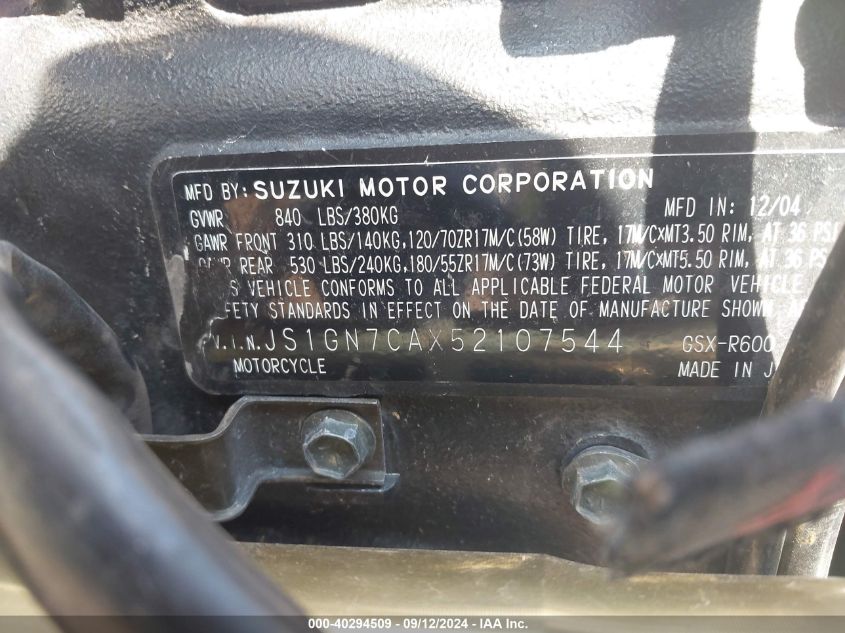 MFD BY: SUZUKI MOTOR CORPORATION
MFD IN: 12/04
GVWR 840 LBS/380KG
GAWR FRONT 310 LBS/140KG,120/70ZR17M/C(58W) TIRE, 17M/C×MT3.50 RIM, AT 36 PSI
REAR 530 LBS/240KG,180/55ZR17M/C(73W) TIRE, 17M/C×MT5.50 RIM, AT 36 PS
VEHICLE CONFORMS TO ALL APPLICABLE FEDERAL MOTOR VEHICLE
STANDARDS IN EFFECT ON THE DATE OF MANUFACTURE SHOWN
V.I.N. JS1GN7CAX52107544 GSX-R600
MOTORCYCLE MADE IN J
000-40294509 - 09/12/2024 - IAA Inc.